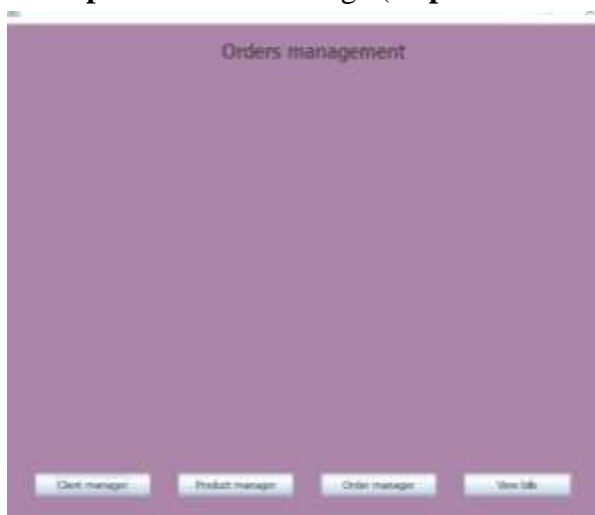 Orders management
Client manager
Product manager
Order manager
View bills